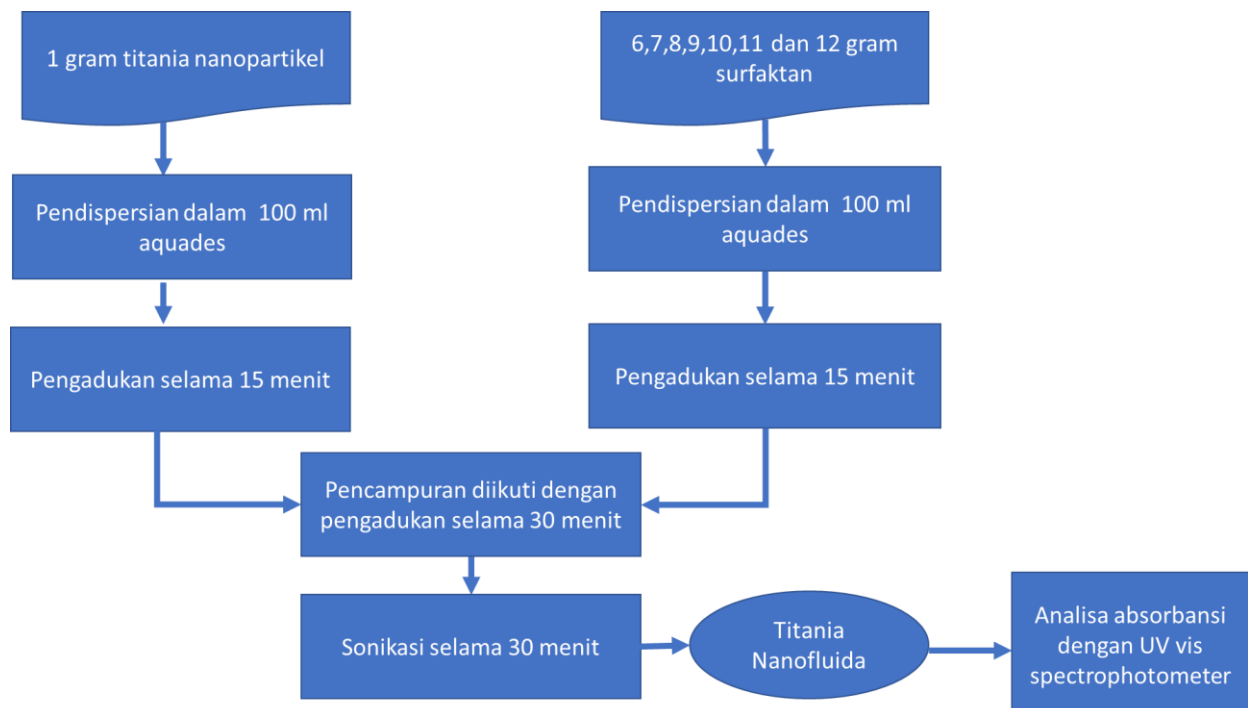 1 gram titania nanopartikel
6,7,8,9,10,11 dan 12 gram
surfaktan
Pendispersian dalam 100 ml
aquades
Pendispersian dalam 100 ml
aquades
Pengadukan selama 15 menit
Pengadukan selama 15 menit
Pencampuran diikuti dengan
pengadukan selama 30 menit
Sonikasi selama 30 menit
Titania
Nanofluida
Analisa absorbansi
dengan UV vis
spectrophotometer